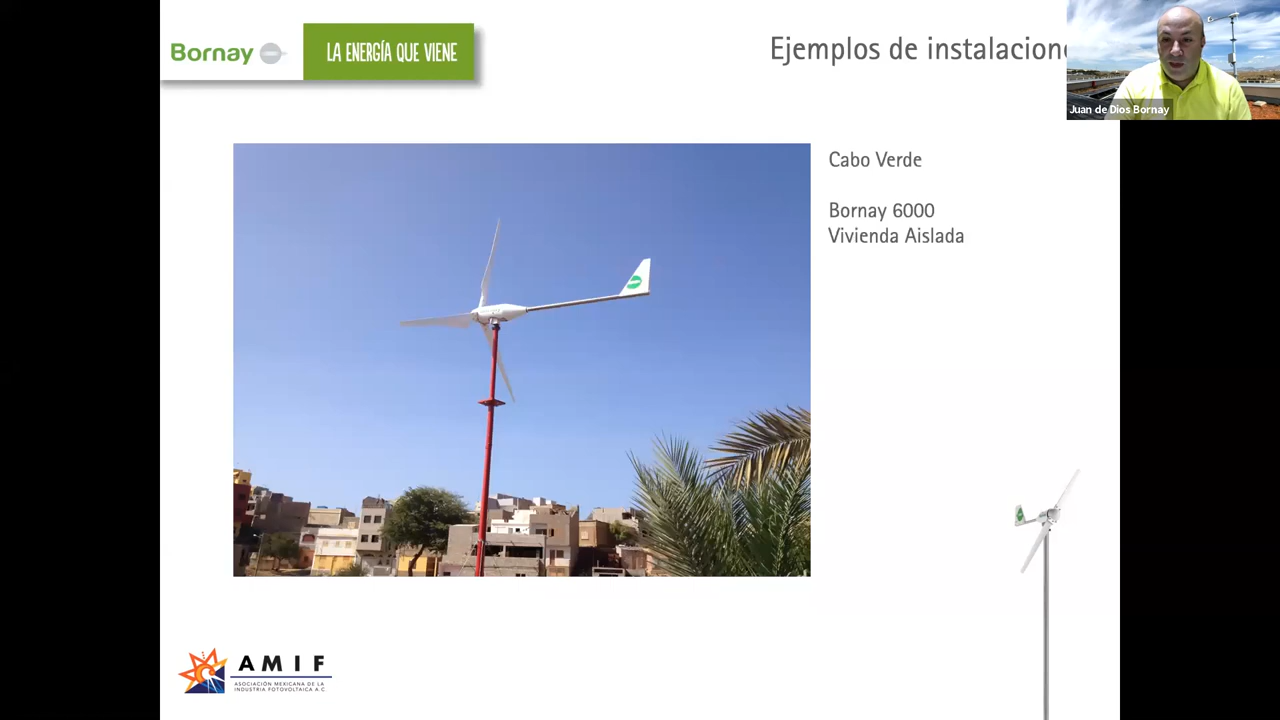 Bornay
LA ENERGÍA QUE VIENE
Ejemplos de instalacion
Juan de Dios Bornay
Cabo Verde
Bornay 6000
Vivienda Aislada
AMIF
ASOCIACIÓN MEXICANA DE LA
INDUSTRIA FOTOVOLTAICA A.C